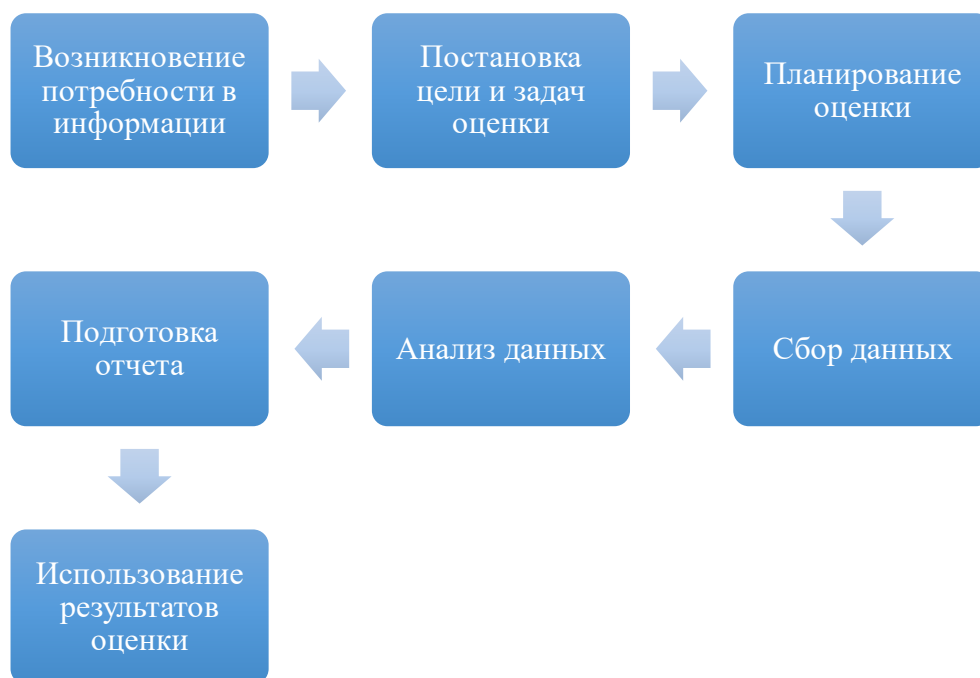 Возникновение
потребности в
информации
Постановка
цели и задач
оценки
Планирование
оценки
Сбор данных
Анализ данных
Подготовка
отчета
Использование
результатов
оценки